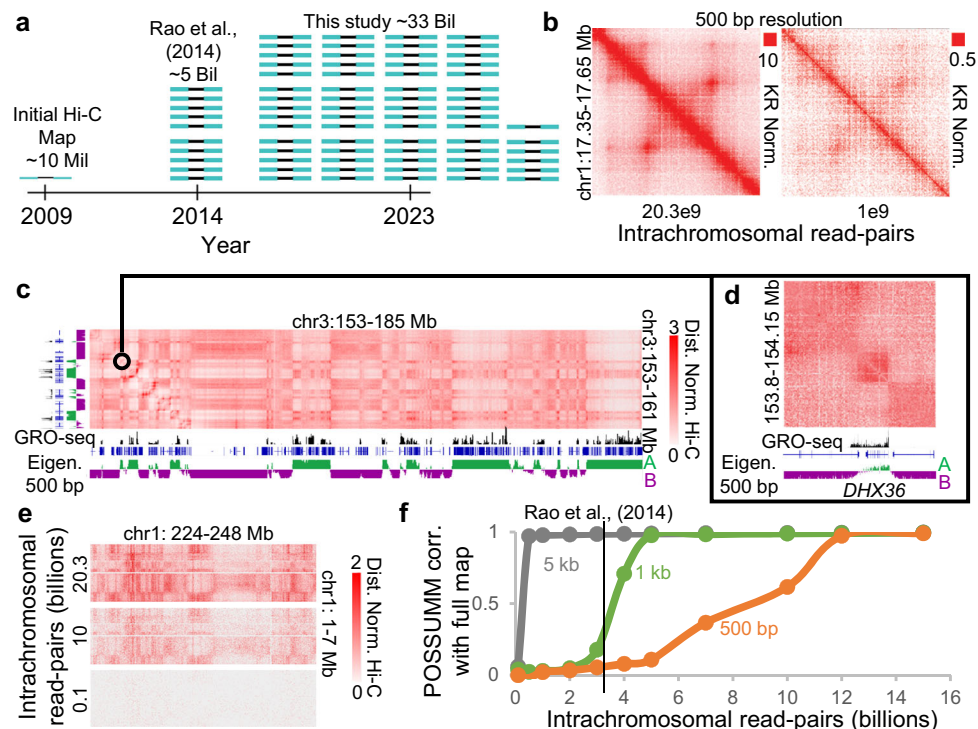 a
This study ~33 Bil
Rao et al.,
(2014)
~5 Bil
Initial Hi-C
Map
~10 Mil
2009
2014
2023
Year
b
500 bp resolution
chr1:17.35-17.65 Mb
10
KR Norm.
0.5
KR Norm.
20.3e9
1e9
Intrachromosomal read-pairs
c
chr3:153-185 Mb
chr3:153-161 Mb
3
Dist. Norm. Hi-C
0
GRO-seq
Eigen.
500 bp
A
B
d
153.8-154.15 Mb
GRO-seq
Eigen.
500 bp
A
B
DHX36
e
chr1: 224-248 Mb
Intrachromosomal
read-pairs (billions)
20.3
10
0.1
chr1: 1-7 Mb
2
Dist. Norm. Hi-C
0
f
Rao et al., (2014)
POSSUMM corr.
with full map
1
0.5
0
5 kb
1 kb
500 bp
0 2 4 6 8 10 12 14 16
Intrachromosomal read-pairs (billions)